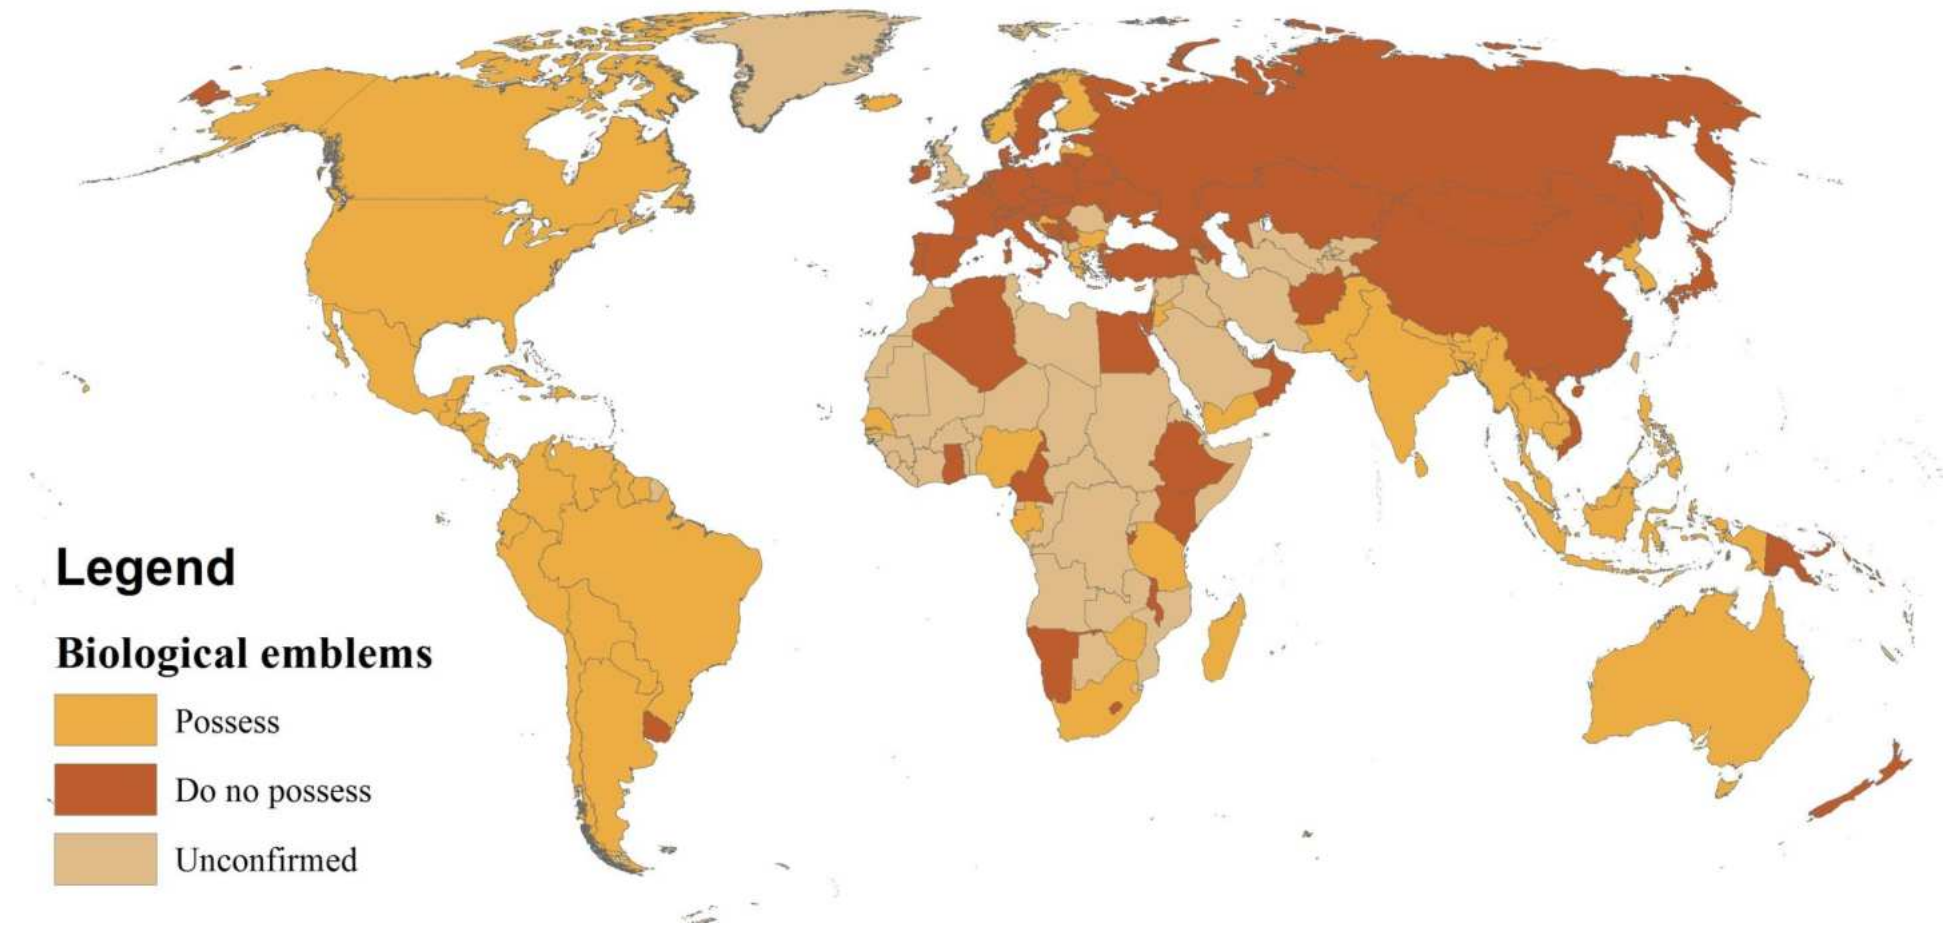 Legend
Biological emblems
Possess
Do no possess
Unconfirmed